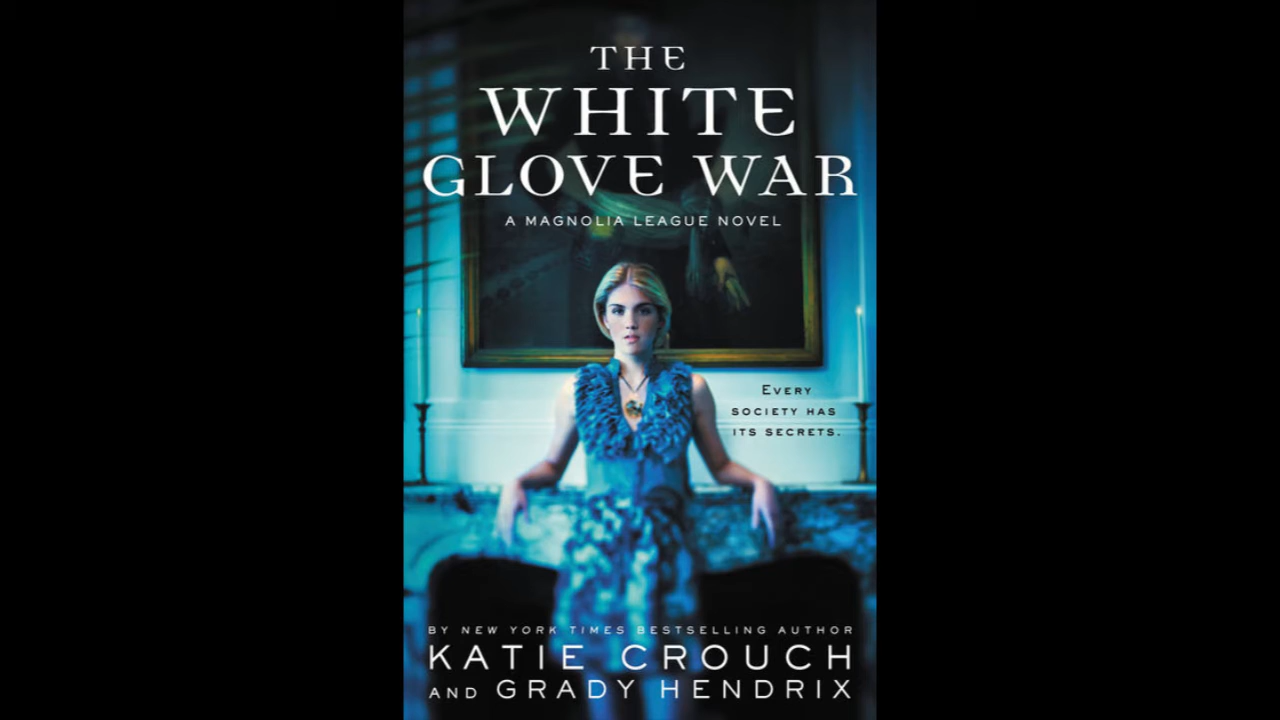 THE
WHITE
GLOVE WAR
A MAGNOLIA LEAGUE NOVEL
EVERY
SOCIETY HAS
ITS SECRETS.
BY NEW YORK TIMES BESTSELLING AUTHOR
KATIE CROUCH
AND GRADY HENDRIX